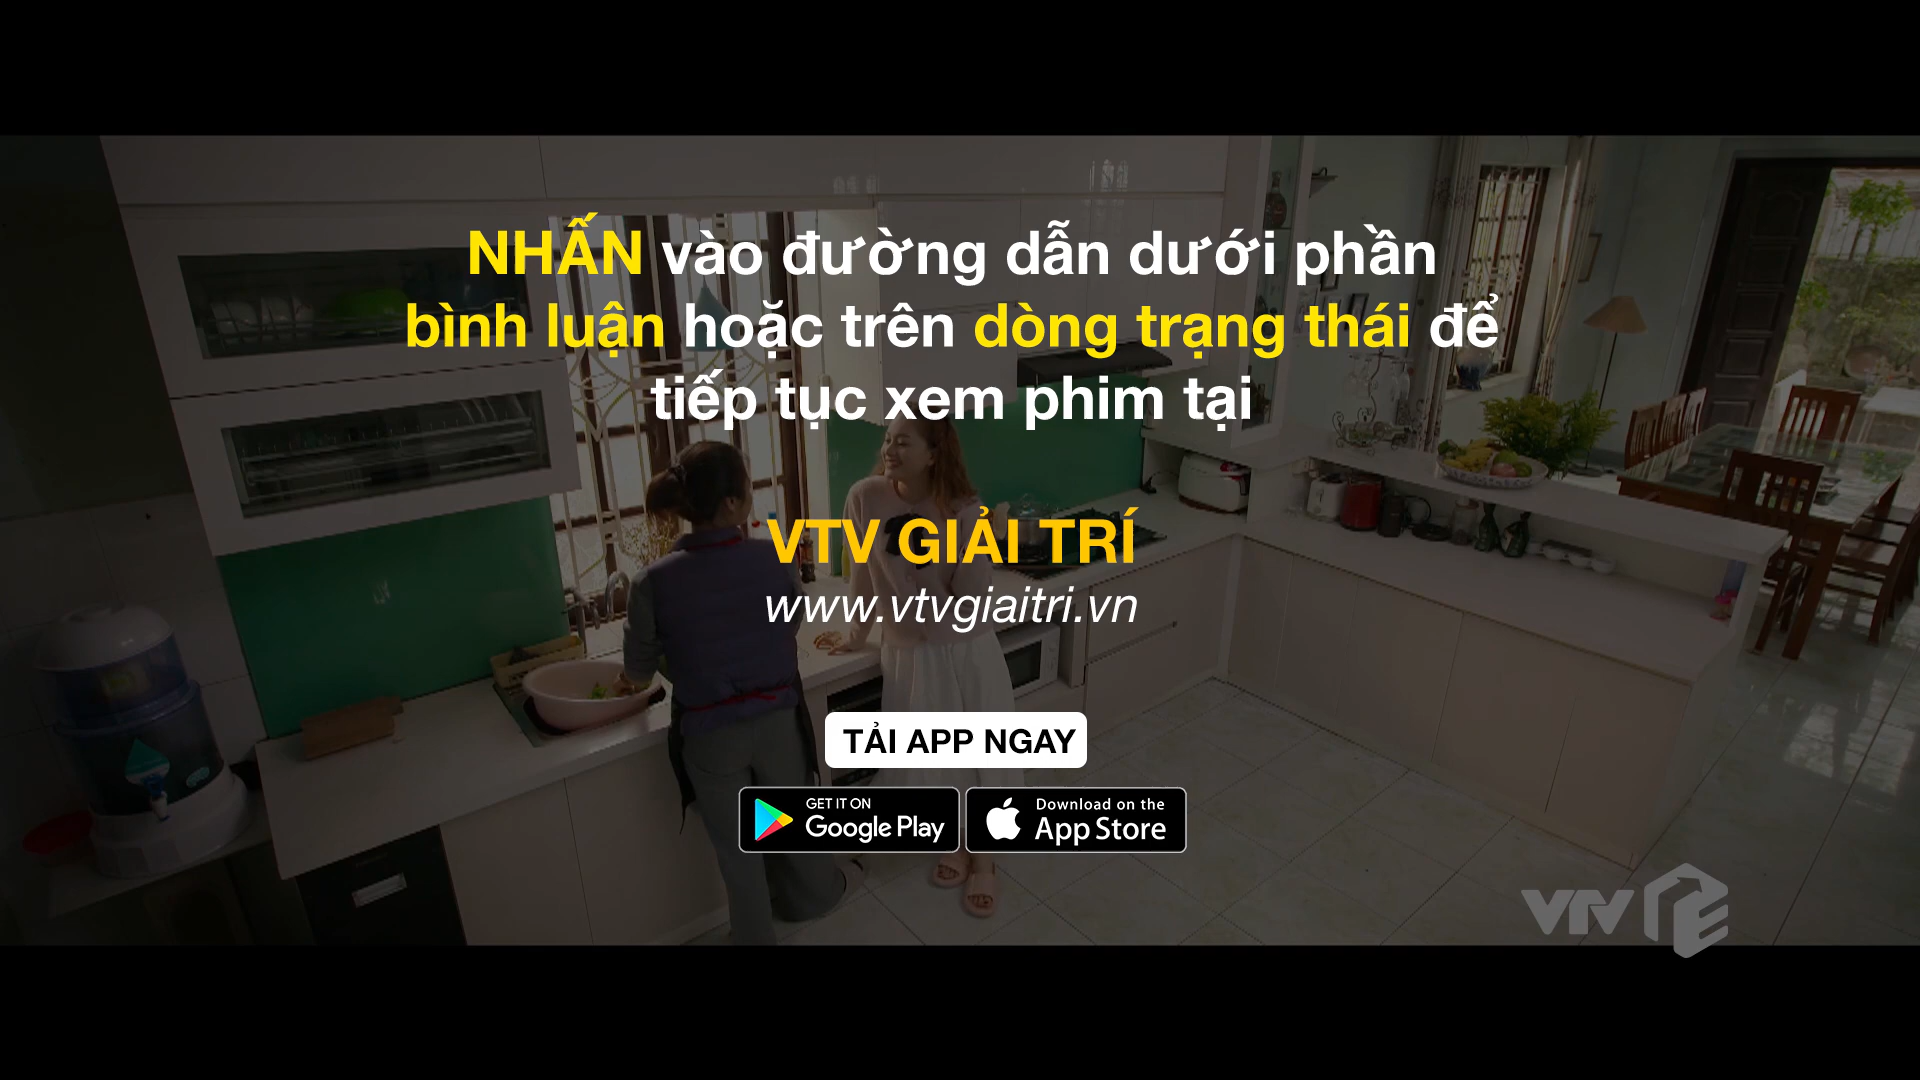 NHẤN vào đường dẫn dưới phần
bình luận hoặc trên dòng trạng thái để
tiếp tục xem phim tại
VTV GIẢI TRÍ
www.vtvgiaitri.vn
TẢI APP NGAY
GET IT ON
Google Play
Download on the
App Store
VTV